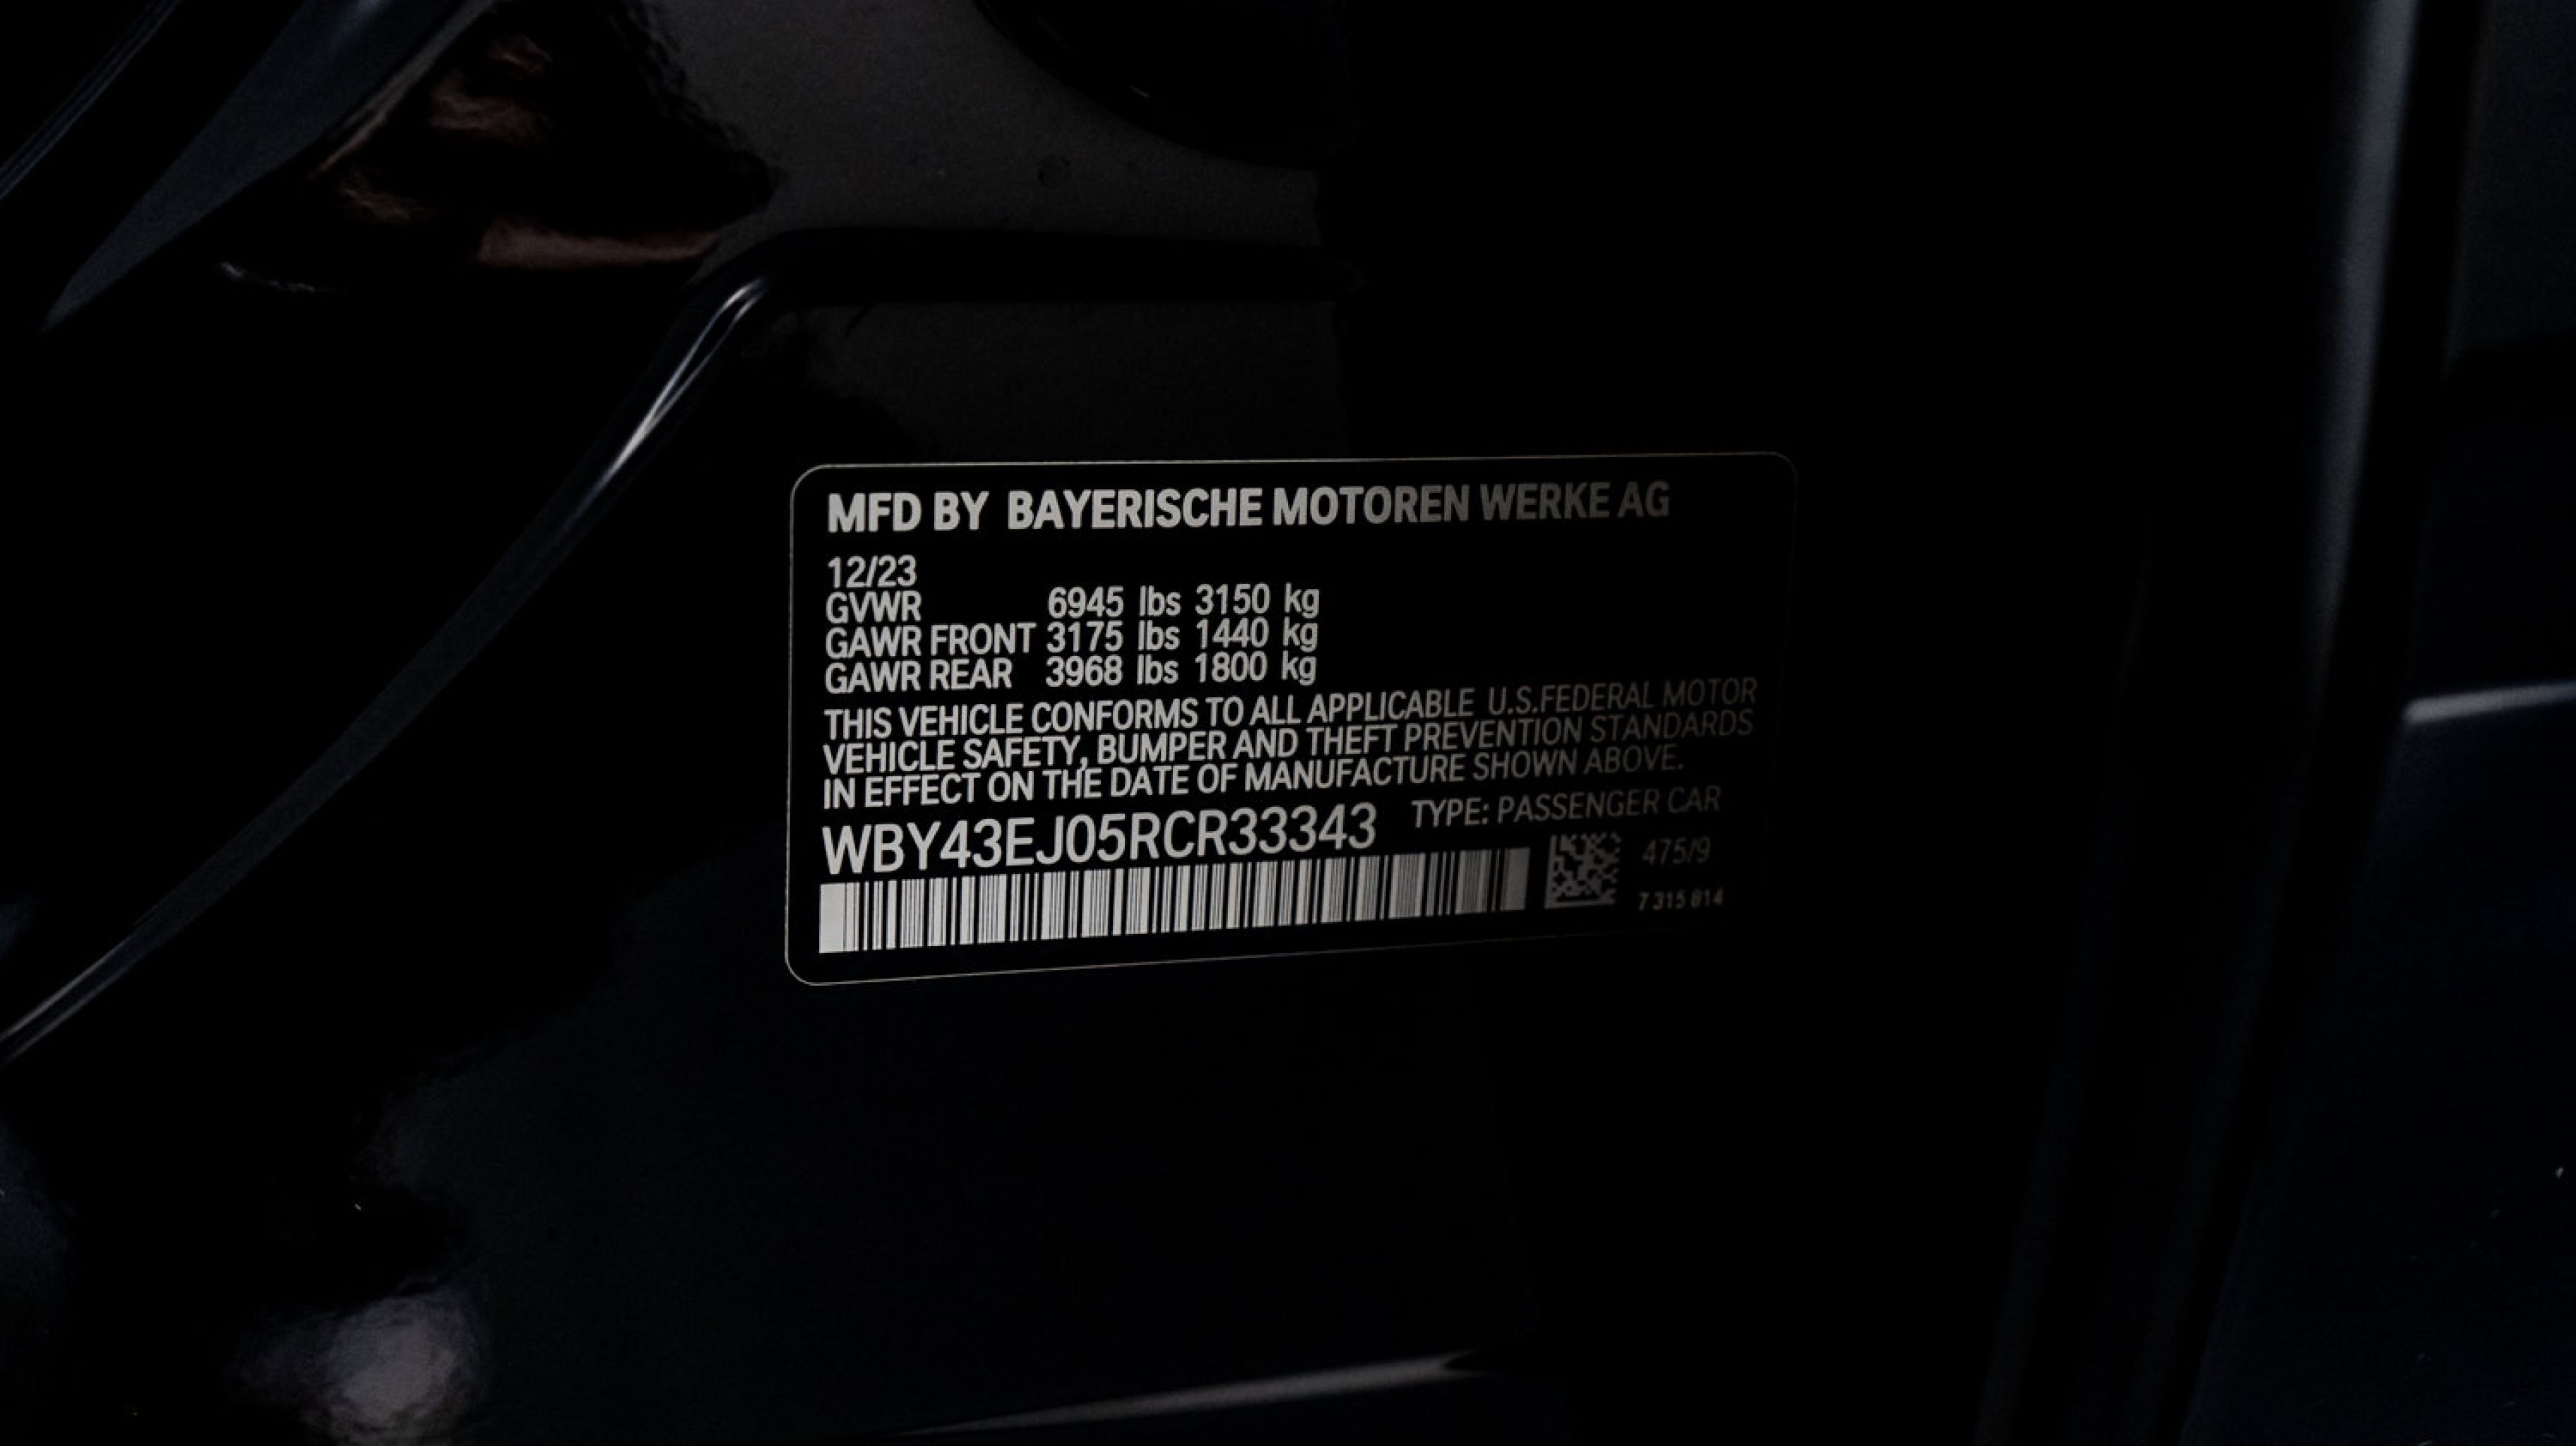 MFD BY BAYERISCHE MOTOREN WERKE AG
12/23
GVWR 6945 lbs 3150 kg
GAWR FRONT 3175 lbs 1440 kg
GAWR REAR 3968 lbs 1800 kg
THIS VEHICLE CONFORMS TO ALL APPLICABLE U.S.FEDERAL MOTOR
VEHICLE SAFETY, BUMPER AND THEFT PREVENTION STANDARDS
IN EFFECT ON THE DATE OF MANUFACTURE SHOWN ABOVE.
WBY43EJ05RCR33343 TYPE: PASSENGER CAR
475/9
7 315 814